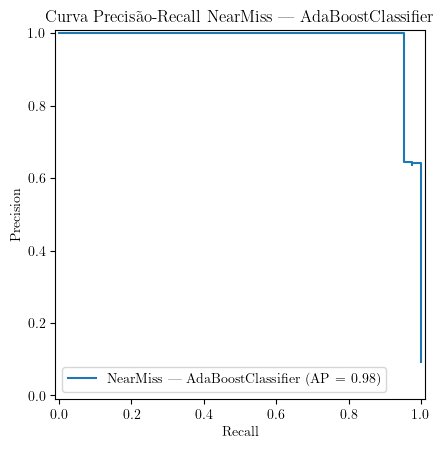 Curva Precisão-Recall NearMiss — AdaBoostClassifier
1.0
0.8
0.6
0.4
0.2
0.0
Precision
NearMiss — AdaBoostClassifier (AP = 0.98)
0.0 0.2 0.4 0.6 0.8 1.0
Recall